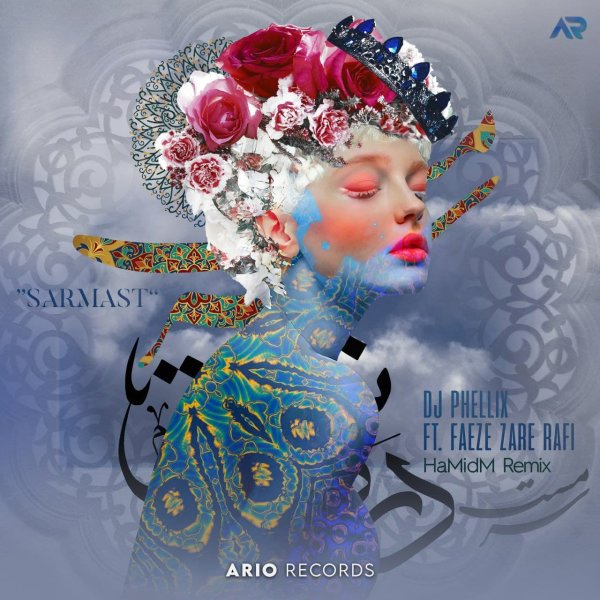 AR
”SARMAST“
DJ PHELLIX
FT. FAEZE ZARE RAFI
HaMidM Remix
ARIO RECORDS